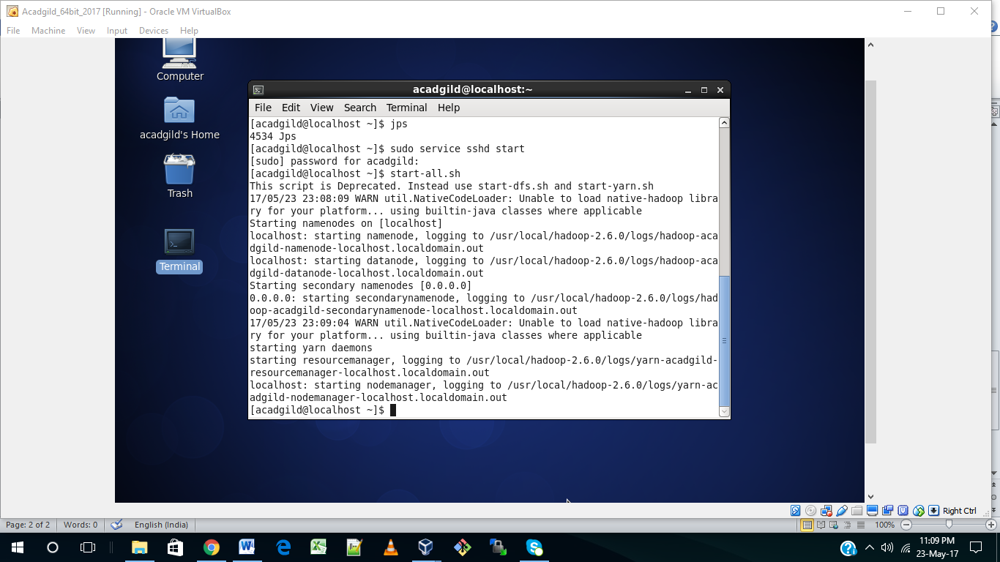 Acadgild_64bit_2017 [Running] - Oracle VM VirtualBox
File Machine View Input Devices Help
Computer
acadgild's Home
Trash
Terminal
acadgild@localhost:~
File Edit View Search Terminal Help
[acadgild@localhost ~]$ jps
4534 Jps
[acadgild@localhost ~]$ sudo service sshd start
[sudo] password for acadgild:
[acadgild@localhost ~]$ start-all.sh
This script is Deprecated. Instead use start-dfs.sh and start-yarn.sh
17/05/23 23:08:09 WARN util.NativeCodeLoader: Unable to load native-hadoop libra
ry for your platform... using builtin-java classes where applicable
Starting namenodes on [localhost]
localhost: starting namenode, logging to /usr/local/hadoop-2.6.0/logs/hadoop-aca
dgild-namenode-localhost.localdomain.out
localhost: starting datanode, logging to /usr/local/hadoop-2.6.0/logs/hadoop-aca
dgild-datanode-localhost.localdomain.out
Starting secondary namenodes [0.0.0.0]
0.0.0.0: starting secondarynamenode, logging to /usr/local/hadoop-2.6.0/logs/had
oop-acadgild-secondarynamenode-localhost.localdomain.out
17/05/23 23:09:04 WARN util.NativeCodeLoader: Unable to load native-hadoop libra
ry for your platform... using builtin-java classes where applicable
starting yarn daemons
starting resourcemanager, logging to /usr/local/hadoop-2.6.0/logs/yarn-acadgild-
resourcemanager-localhost.localdomain.out
localhost: starting nodemanager, logging to /usr/local/hadoop-2.6.0/logs/yarn-ac
adgild-nodemanager-localhost.localdomain.out
[acadgild@localhost ~]$
Right Ctrl
Page: 2 of 2 Words: 0 English (India) 100%
11:09 PM
23-May-17